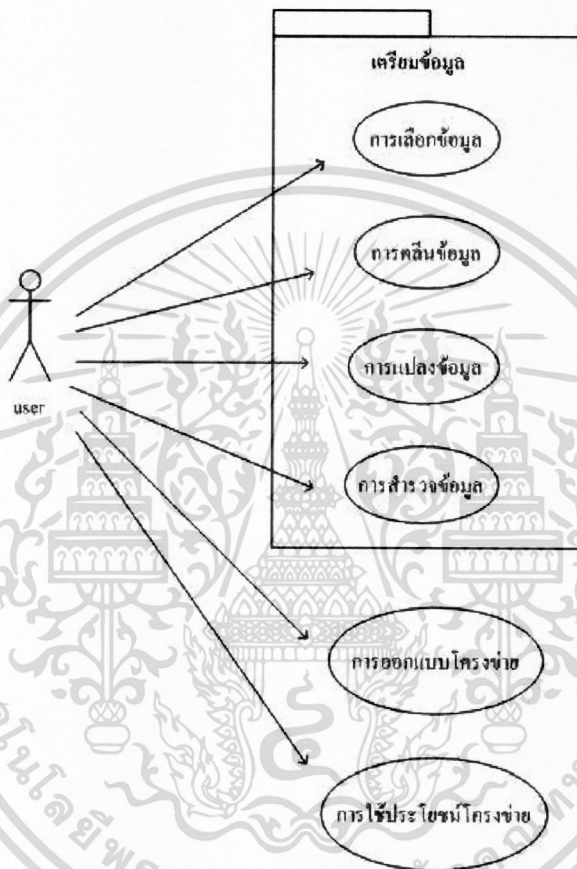 เตรียมข้อมูล
การเลือกข้อมูล
การคลีนข้อมูล
การแปลงข้อมูล
user
การสำรวจข้อมูล
การออกแบบโครงข่าย
การใช้ประโยชน์โครงข่าย